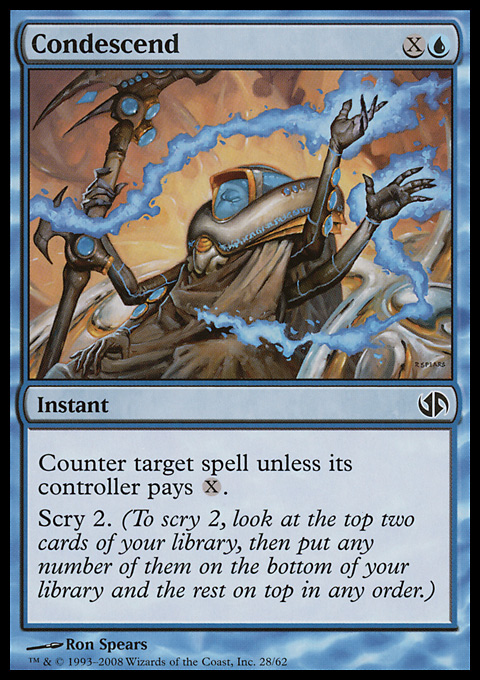 Condescend X
R.SPEARS
Instant
Counter target spell unless its
controller pays X.
Scry 2. (To scry 2, look at the top two
cards of your library, then put any
number of them on the bottom of your
library and the rest on top in any order.)
Ron Spears
™ & © 1993–2008 Wizards of the Coast, Inc. 28/62